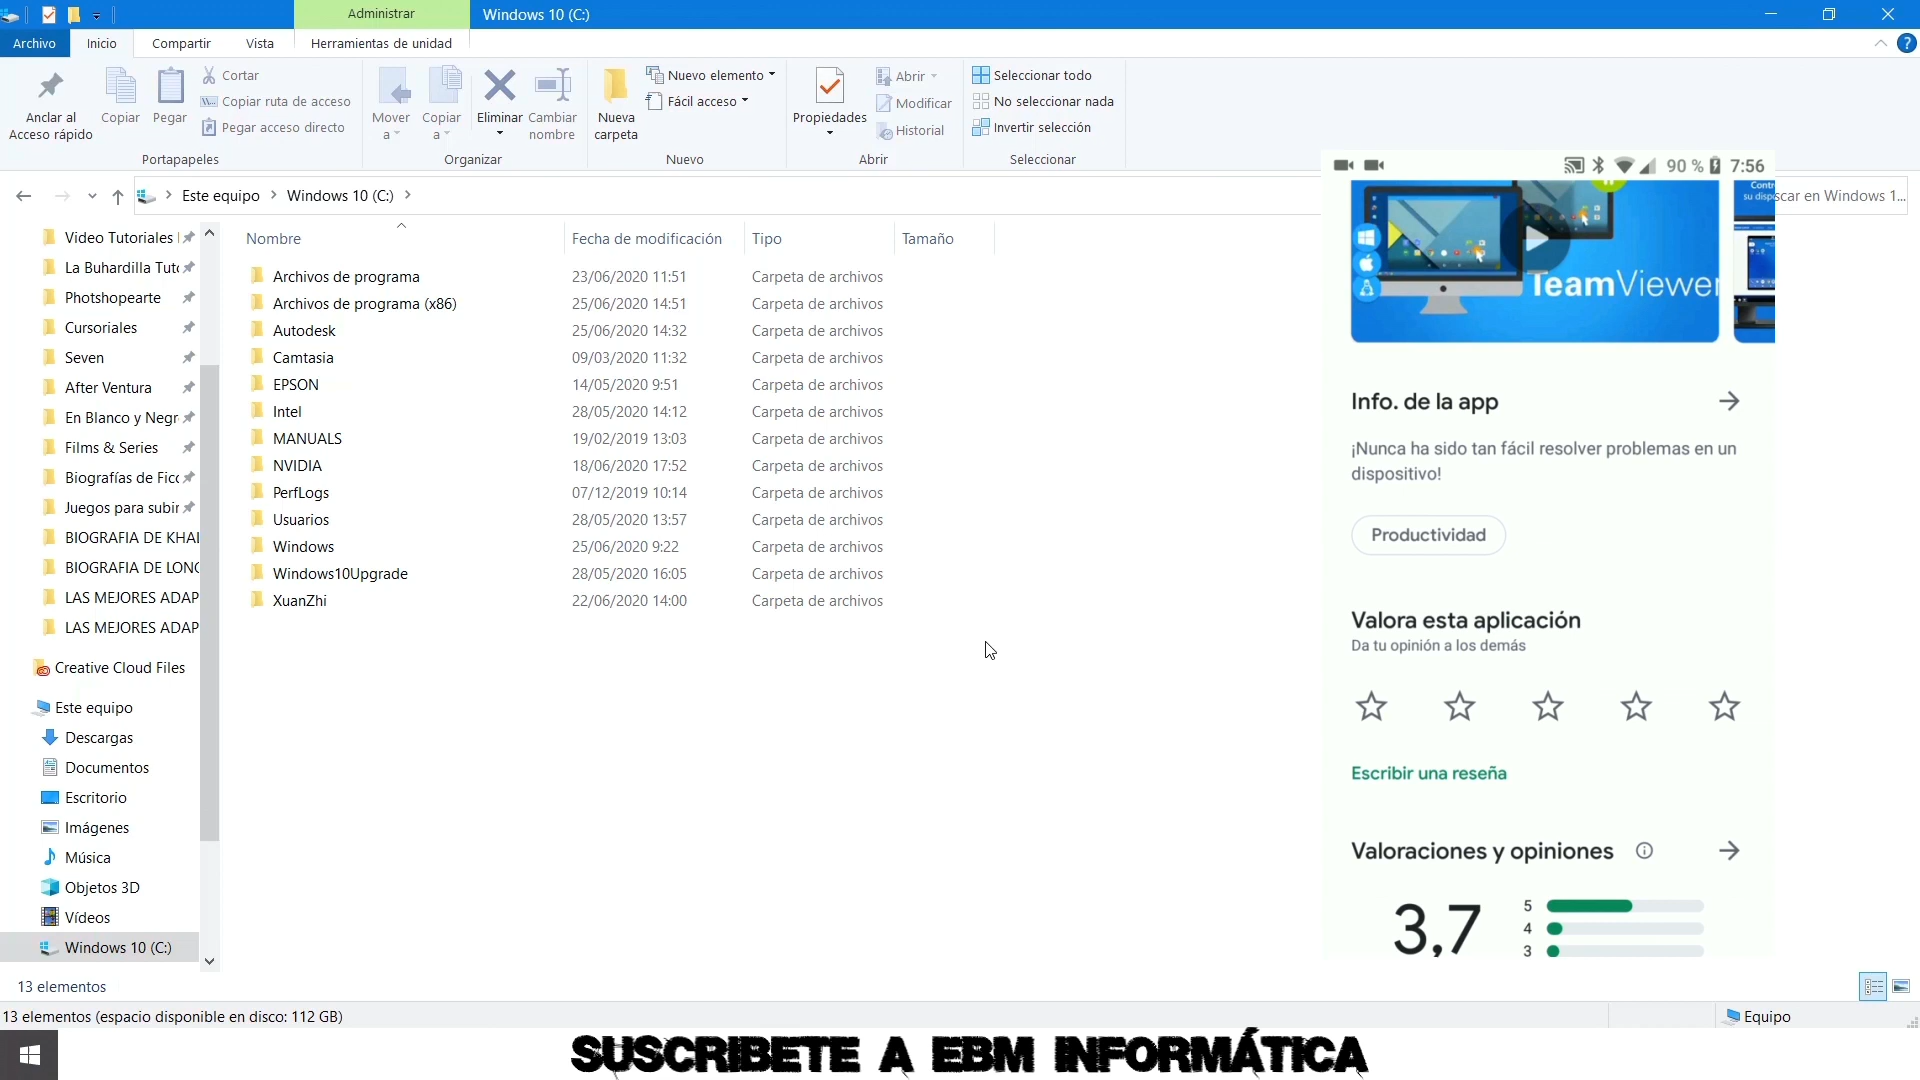 Administrar
Windows 10 (C:)
Archivo
Inicio
Compartir
Vista
Herramientas de unidad
Anclar al
Acceso rápido
Copiar
Pegar
Cortar
Copiar ruta de acceso
Pegar acceso directo
Portapapeles
Mover
a
Copiar
a
Eliminar
Cambiar
nombre
Organizar
Nueva
carpeta
Nuevo elemento
Fácil acceso
Nuevo
Propiedades
Abrir
Modificar
Historial
Abrir
Seleccionar todo
No seleccionar nada
Invertir selección
Seleccionar
Este equipo
Windows 10 (C:)
scar en Windows 1...
Video Tutoriales
La Buhardilla Tuto
Photshopearte
Cursoriales
Seven
After Ventura
En Blanco y Negr
Films & Series
Biografías de Ficc
Juegos para subir
BIOGRAFIA DE KHAL
BIOGRAFIA DE LONG
LAS MEJORES ADAP
LAS MEJORES ADAP
Creative Cloud Files
Este equipo
Descargas
Documentos
Escritorio
Imágenes
Música
Objetos 3D
Vídeos
Windows 10 (C:)
Nombre Fecha de modificación Tipo Tamaño
Archivos de programa 23/06/2020 11:51 Carpeta de archivos
Archivos de programa (x86) 25/06/2020 14:51 Carpeta de archivos
Autodesk 25/06/2020 14:32 Carpeta de archivos
Camtasia 09/03/2020 11:32 Carpeta de archivos
EPSON 14/05/2020 9:51 Carpeta de archivos
Intel 28/05/2020 14:12 Carpeta de archivos
MANUALS 19/02/2019 13:03 Carpeta de archivos
NVIDIA 18/06/2020 17:52 Carpeta de archivos
PerfLogs 07/12/2019 10:14 Carpeta de archivos
Usuarios 28/05/2020 13:57 Carpeta de archivos
Windows 25/06/2020 9:22 Carpeta de archivos
Windows10Upgrade 28/05/2020 16:05 Carpeta de archivos
XuanZhi 22/06/2020 14:00 Carpeta de archivos
90 % 7:56
TeamViewer
Contr
su dispo
Info. de la app
¡Nunca ha sido tan fácil resolver problemas en un
dispositivo!
Productividad
Valora esta aplicación
Da tu opinión a los demás
Escribir una reseña
Valoraciones y opiniones
3,7
5
4
3
13 elementos
13 elementos (espacio disponible en disco: 112 GB)
Equipo
SUSCRIBETE A EBM INFORMÁTICA